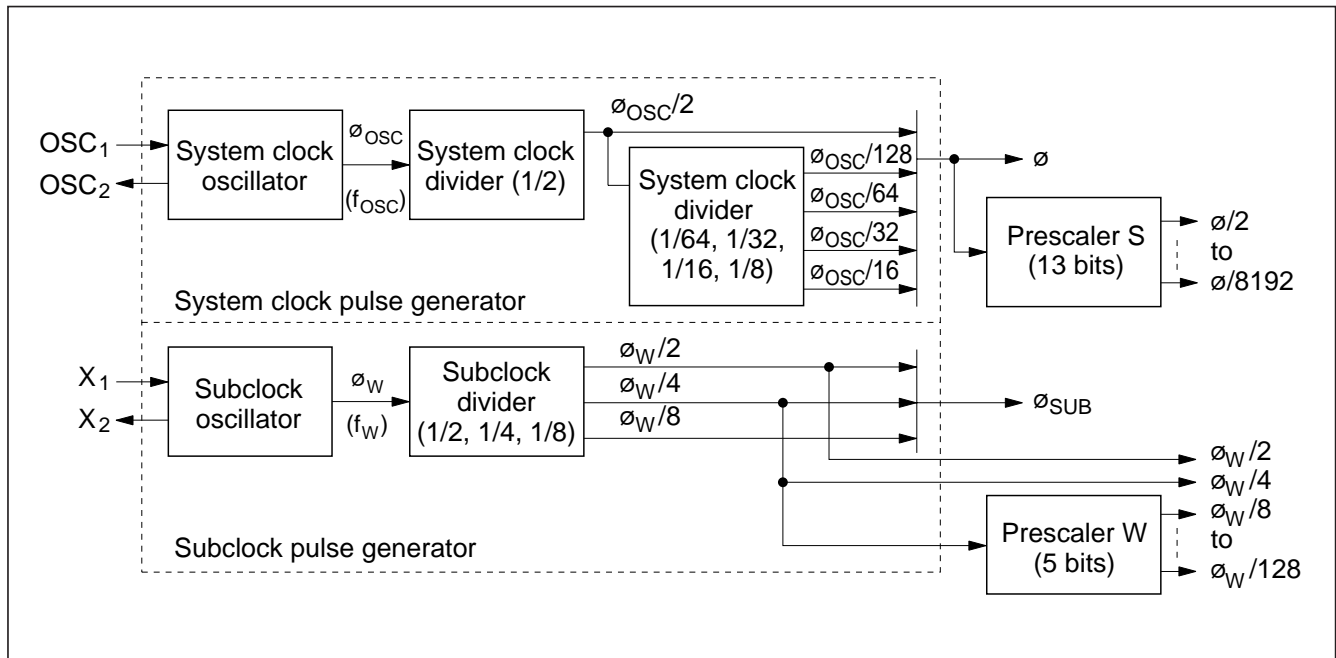 OSC1
OSC2
System clock
oscillator
øOSC
(fOSC)
System clock
divider (1/2)
øOSC/2
System clock
divider
(1/64, 1/32,
1/16, 1/8)
øOSC/128
øOSC/64
øOSC/32
øOSC/16
ø
Prescaler S
(13 bits)
ø/2
to
ø/8192
System clock pulse generator
X1
X2
Subclock
oscillator
øW
(fW)
Subclock
divider
(1/2, 1/4, 1/8)
øW/2
øW/4
øW/8
øSUB
øW/2
øW/4
Prescaler W
(5 bits)
øW/8
to
øW/128
Subclock pulse generator